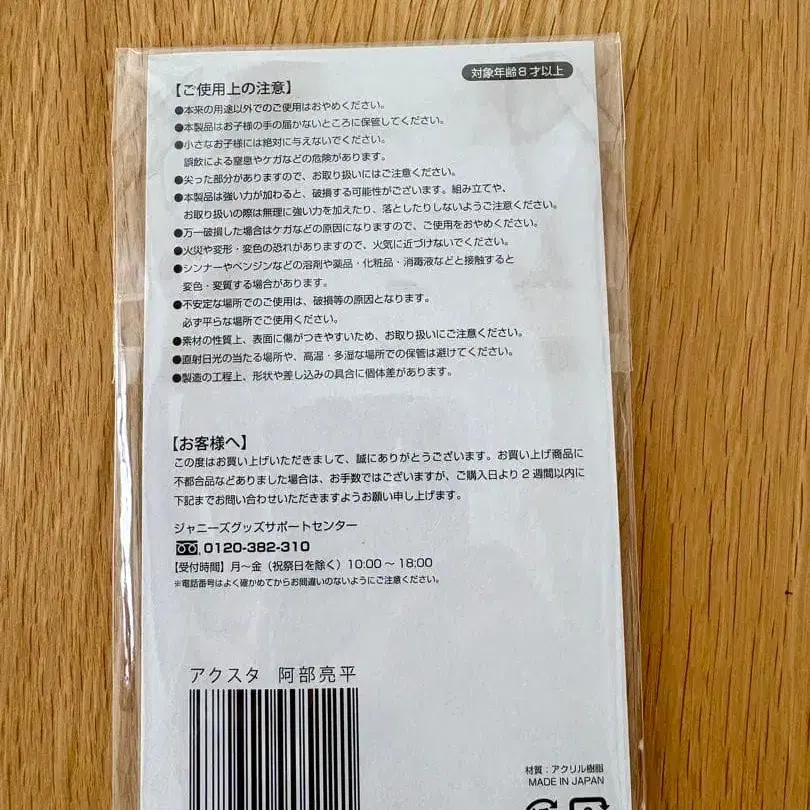 対象年齢8才以上
【ご使用上の注意】
●本来の用途以外でのご使用はおやめください。
●本製品はお子様の手の届かないところに保管してください。
●小さなお子様には絶対に与えないでください。
誤飲による窒息やケガなどの危険があります。
●尖った部分がありますので、お取り扱いにはご注意ください。
●本製品は強い力が加わると、破損する可能性がございます。組み立てや、
お取り扱いの際は無理に強い力を加えたり、落としたりしないようご注意ください。
●万一破損した場合はケガなどの原因になりますので、ご使用をおやめください。
●火災や変形・変色の恐れがありますので、火気に近づけないでください。
●シンナーやベンジンなどの溶剤や薬品・化粧品・消毒液などと接触すると
変色・変質する場合があります。
●不安定な場所でのご使用は、破損等の原因となります。
必ず平らな場所でご使用ください。
●素材の性質上、表面に傷がつきやすいため、お取り扱いにご注意ください。
●直射日光の当たる場所や、高温・多湿な場所での保管は避けてください。
●製造の工程上、形状や差し込みの具合に個体差があります。
【お客様へ】
この度はお買い上げいただきまして、誠にありがとうございます。お買い上げ商品に
不都合品などありました場合は、お手数ではございますが、ご購入日より2週間以内に
下記までお問い合わせいただきますようお願い申し上げます。
ジャニーズグッズサポートセンター
0120-382-310
【受付時間】月～金（祝祭日を除く）10:00～18:00
※電話番号はよく確かめてからお間違いのないようにご注意ください。
アクスタ 阿部亮平
材質：アクリル樹脂
MADE IN JAPAN